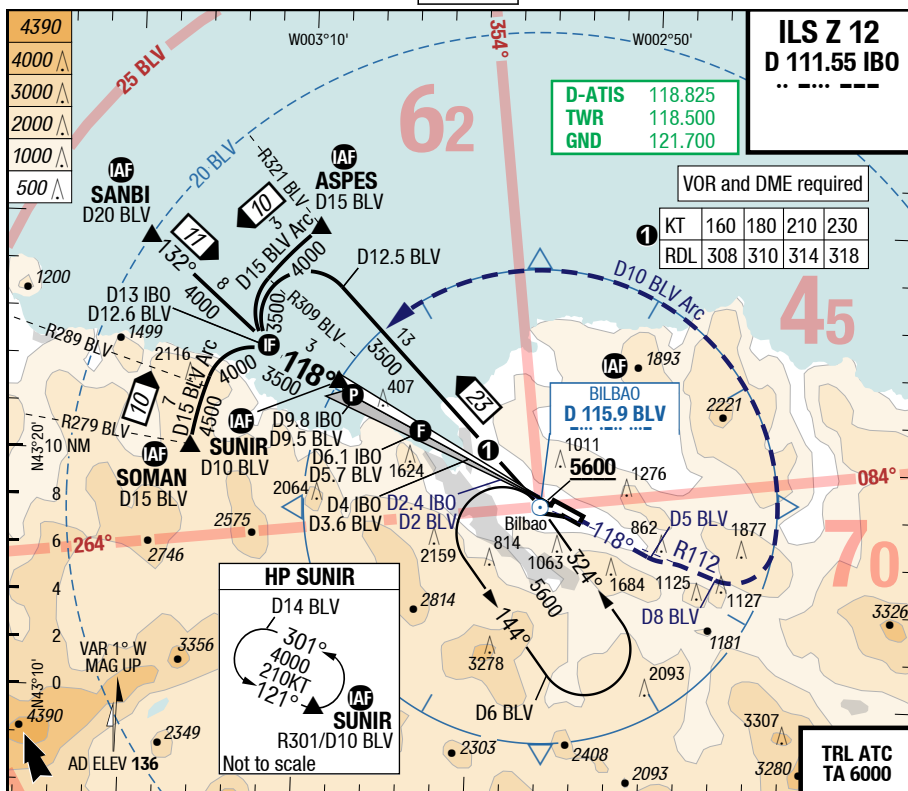 4390
4000
3000
2000
1000
500
25 BLV
W003°10'
354°
W002°50'
ILS Z 12
D 111.55 IBO
D-ATIS 118.825
TWR 118.500
GND 121.700
62
VOR and DME required
KT 160 180 210 230
1
RDL 308 310 314 318
20 BLV
IAF
SANBI
D20 BLV
R321 BLV
IAF
ASPES
D15 BLV
10
3
11
D15 BLV Arc
4000
D12.5 BLV
132°
8
4000
3500
1200
D13 IBO
D12.6 BLV
R309 BLV
D10 BLV Arc
45
13
3500
1499
R289 BLV
2116
IF
3
118°
3500
4000
D15 BLV Arc
7
4500
10
407
P
23
IAF
1893
BILBAO
D 115.9 BLV
2221
R279 BLV
N43°20'
10 NM
IAF
SOMAN
D15 BLV
IAF
SUNIR
D10 BLV
D9.8 IBO
D9.5 BLV
F
D6.1 IBO
D5.7 BLV
1624
1
1011
5600
1276
084°
8
2064
D4 IBO
D3.6 BLV
D2.4 IBO
D2 BLV
Bilbao
118°
862
D5 BLV
1877
R112
70
6
264°
2575
2746
2159
814
1063
324°
1684
1125
1127
D8 BLV
4
5600
144°
2814
1181
3326
HP SUNIR
D14 BLV
301°
4000
210KT
121°
IAF
SUNIR
R301/D10 BLV
Not to scale
2
VAR 1° W
MAG UP
3356
3278
D6 BLV
2093
0
N43°10'
4390
2349
AD ELEV 136
2303
2408
2093
3307
3280
TRL ATC
TA 6000